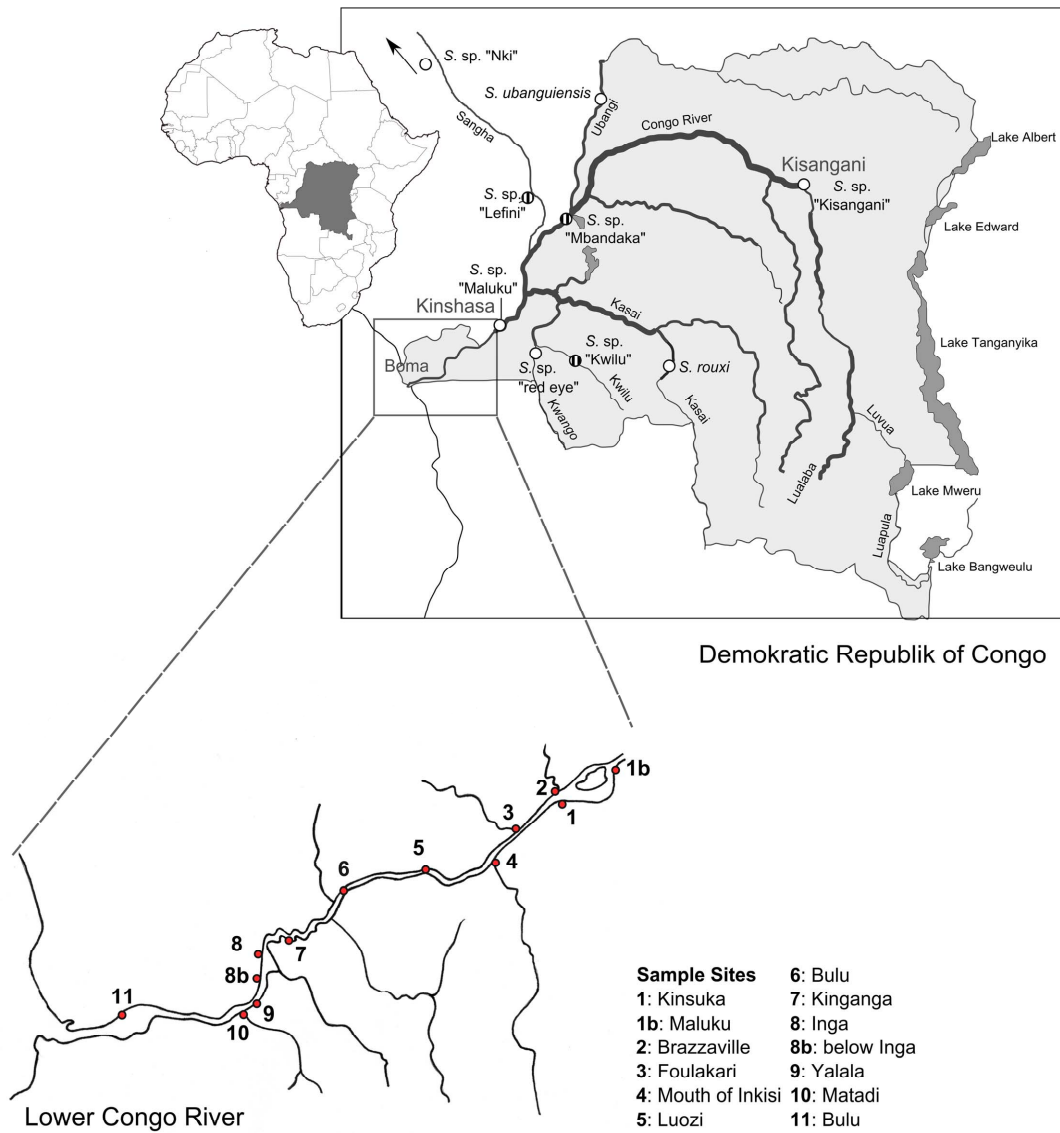 S. sp. "Nki"
Sangha
S. ubanguiensis
Ubangi
Congo River
Lake Albert
Kisangani
S. sp.
"Kisangani"
S. sp.
"Lefini"
S. sp.
"Mbandaka"
Lake Edward
S. sp.
"Maluku"
Kinshasa
Kasai
Lake Tanganyika
Boma
S. sp.
"red eye"
S. sp.
"Kwilu"
S. rouxi
Kwango
Kwilu
Kasai
Luvua
Lualaba
Lake Mweru
Luapula
Lake Bangweulu
Demokratic Republik of Congo
1b
2
1
3
4
5
6
7
8
8b
9
10
11
Lower Congo River
Sample Sites
1: Kinsuka
1b: Maluku
2: Brazzaville
3: Foulakari
4: Mouth of Inkisi
5: Luozi
6: Bulu
7: Kinganga
8: Inga
8b: below Inga
9: Yalala
10: Matadi
11: Bulu